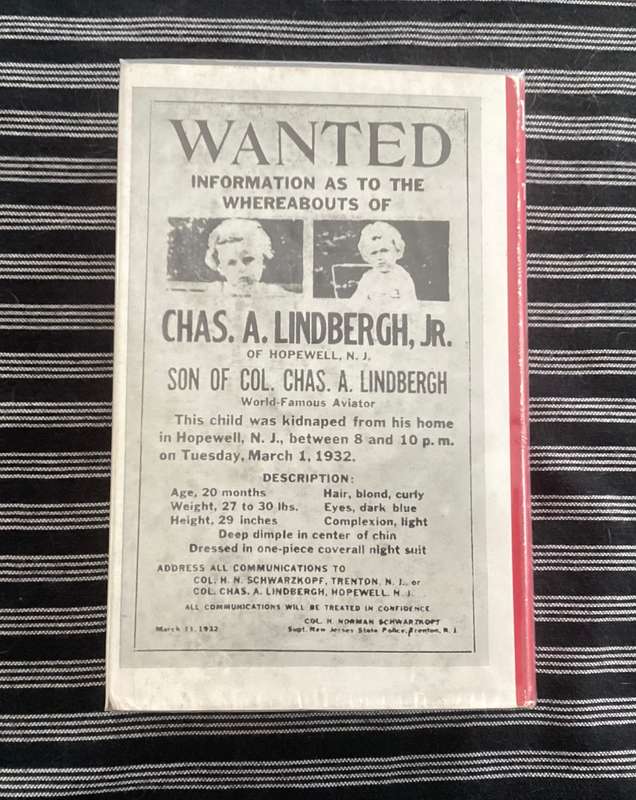 WANTED
INFORMATION AS TO THE
WHEREABOUTS OF
CHAS. A. LINDBERGH, JR.
OF HOPEWELL, N. J.
SON OF COL. CHAS. A. LINDBERGH
World-Famous Aviator
This child was kidnaped from his home
in Hopewell, N. J., between 8 and 10 p. m.
on Tuesday, March 1, 1932.
DESCRIPTION:
Age, 20 months Hair, blond, curly
Weight, 27 to 30 lbs. Eyes, dark blue
Height, 29 inches Complexion, light
Deep dimple in center of chin
Dressed in one-piece coverall night suit
ADDRESS ALL COMMUNICATIONS TO
COL. H. N. SCHWARZKOPF, TRENTON, N. J., or
COL. CHAS. A. LINDBERGH, HOPEWELL, N. J.
ALL COMMUNICATIONS WILL BE TREATED IN CONFIDENCE
COL. H. NORMAN SCHWARZKOPF
March 11, 1932 Supt. New Jersey State Police, Trenton, N. J.